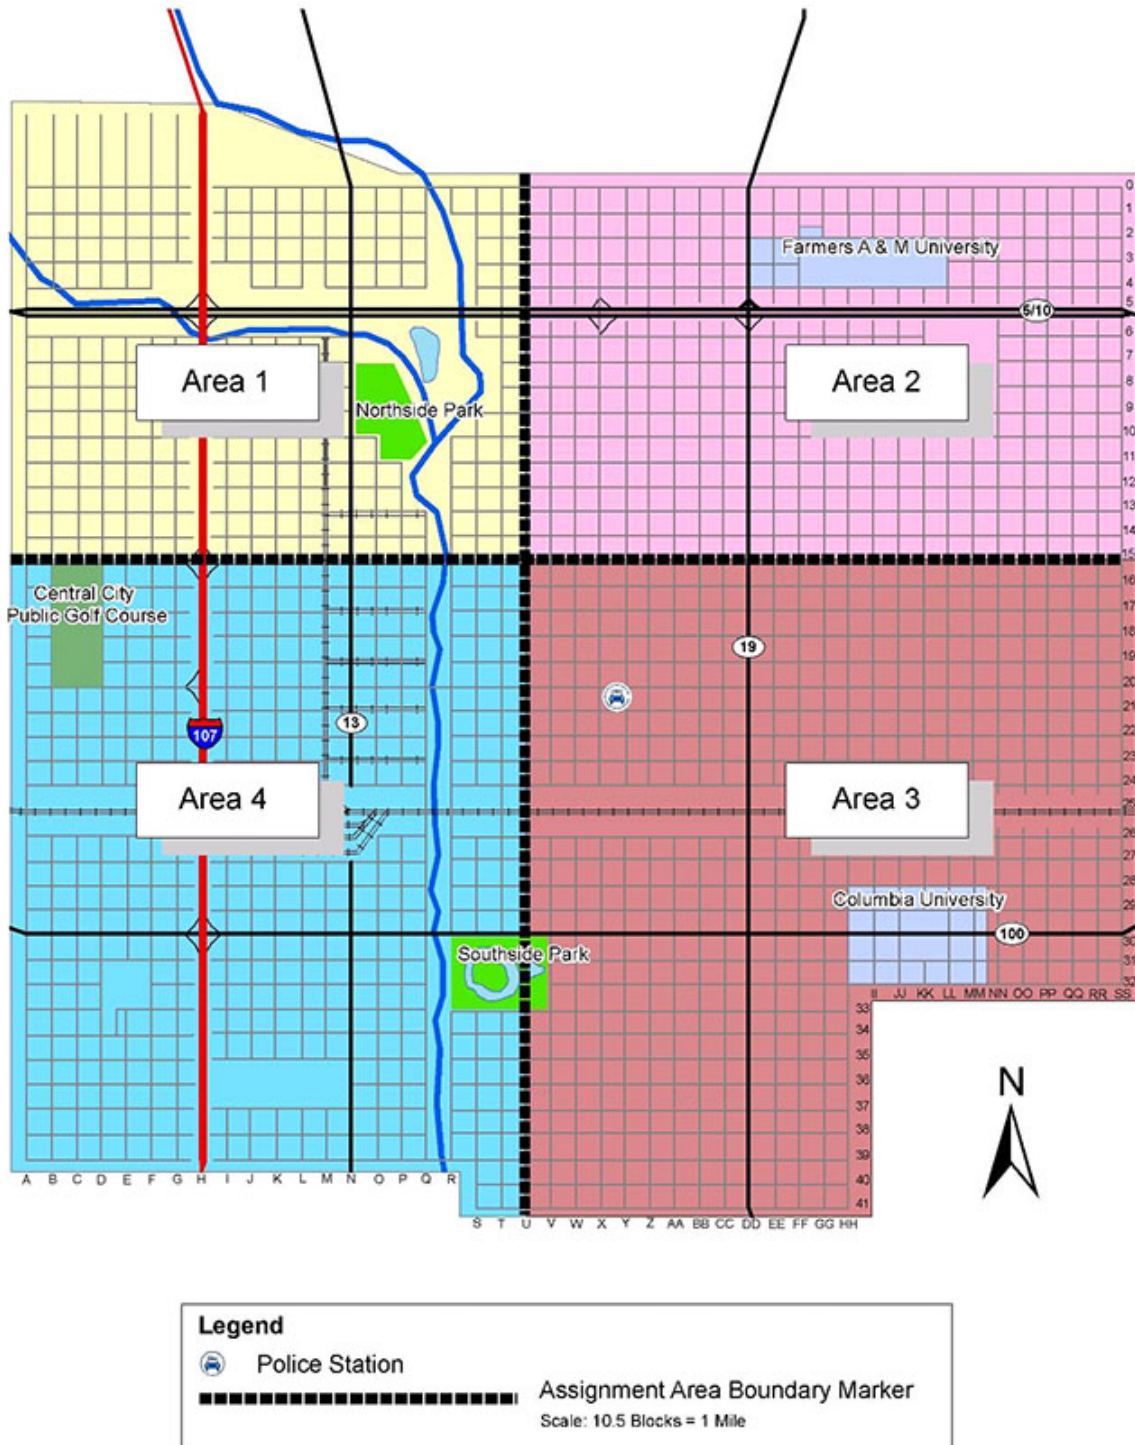 0
1
2
Farmers A & M University
3
4
5
5/10
6
7
Area 1
Area 2
8
Northside Park
9
10
11
12
13
14
15
16
Central City
Public Golf Course
17
18
19
19
20
21
13
107
22
23
24
Area 4
Area 3
25
26
27
28
Columbia University
29
100
30
Southside Park
31
32
II JJ KK LL MM NN OO PP QQ RR SS
33
34
35
36
37
38
39
A B C D E F G H I J K L M N O P Q R
40
41
S T U V W X Y Z AA BB CC DD EE FF GG HH
N
Legend
Police Station
Assignment Area Boundary Marker
Scale: 10.5 Blocks = 1 Mile